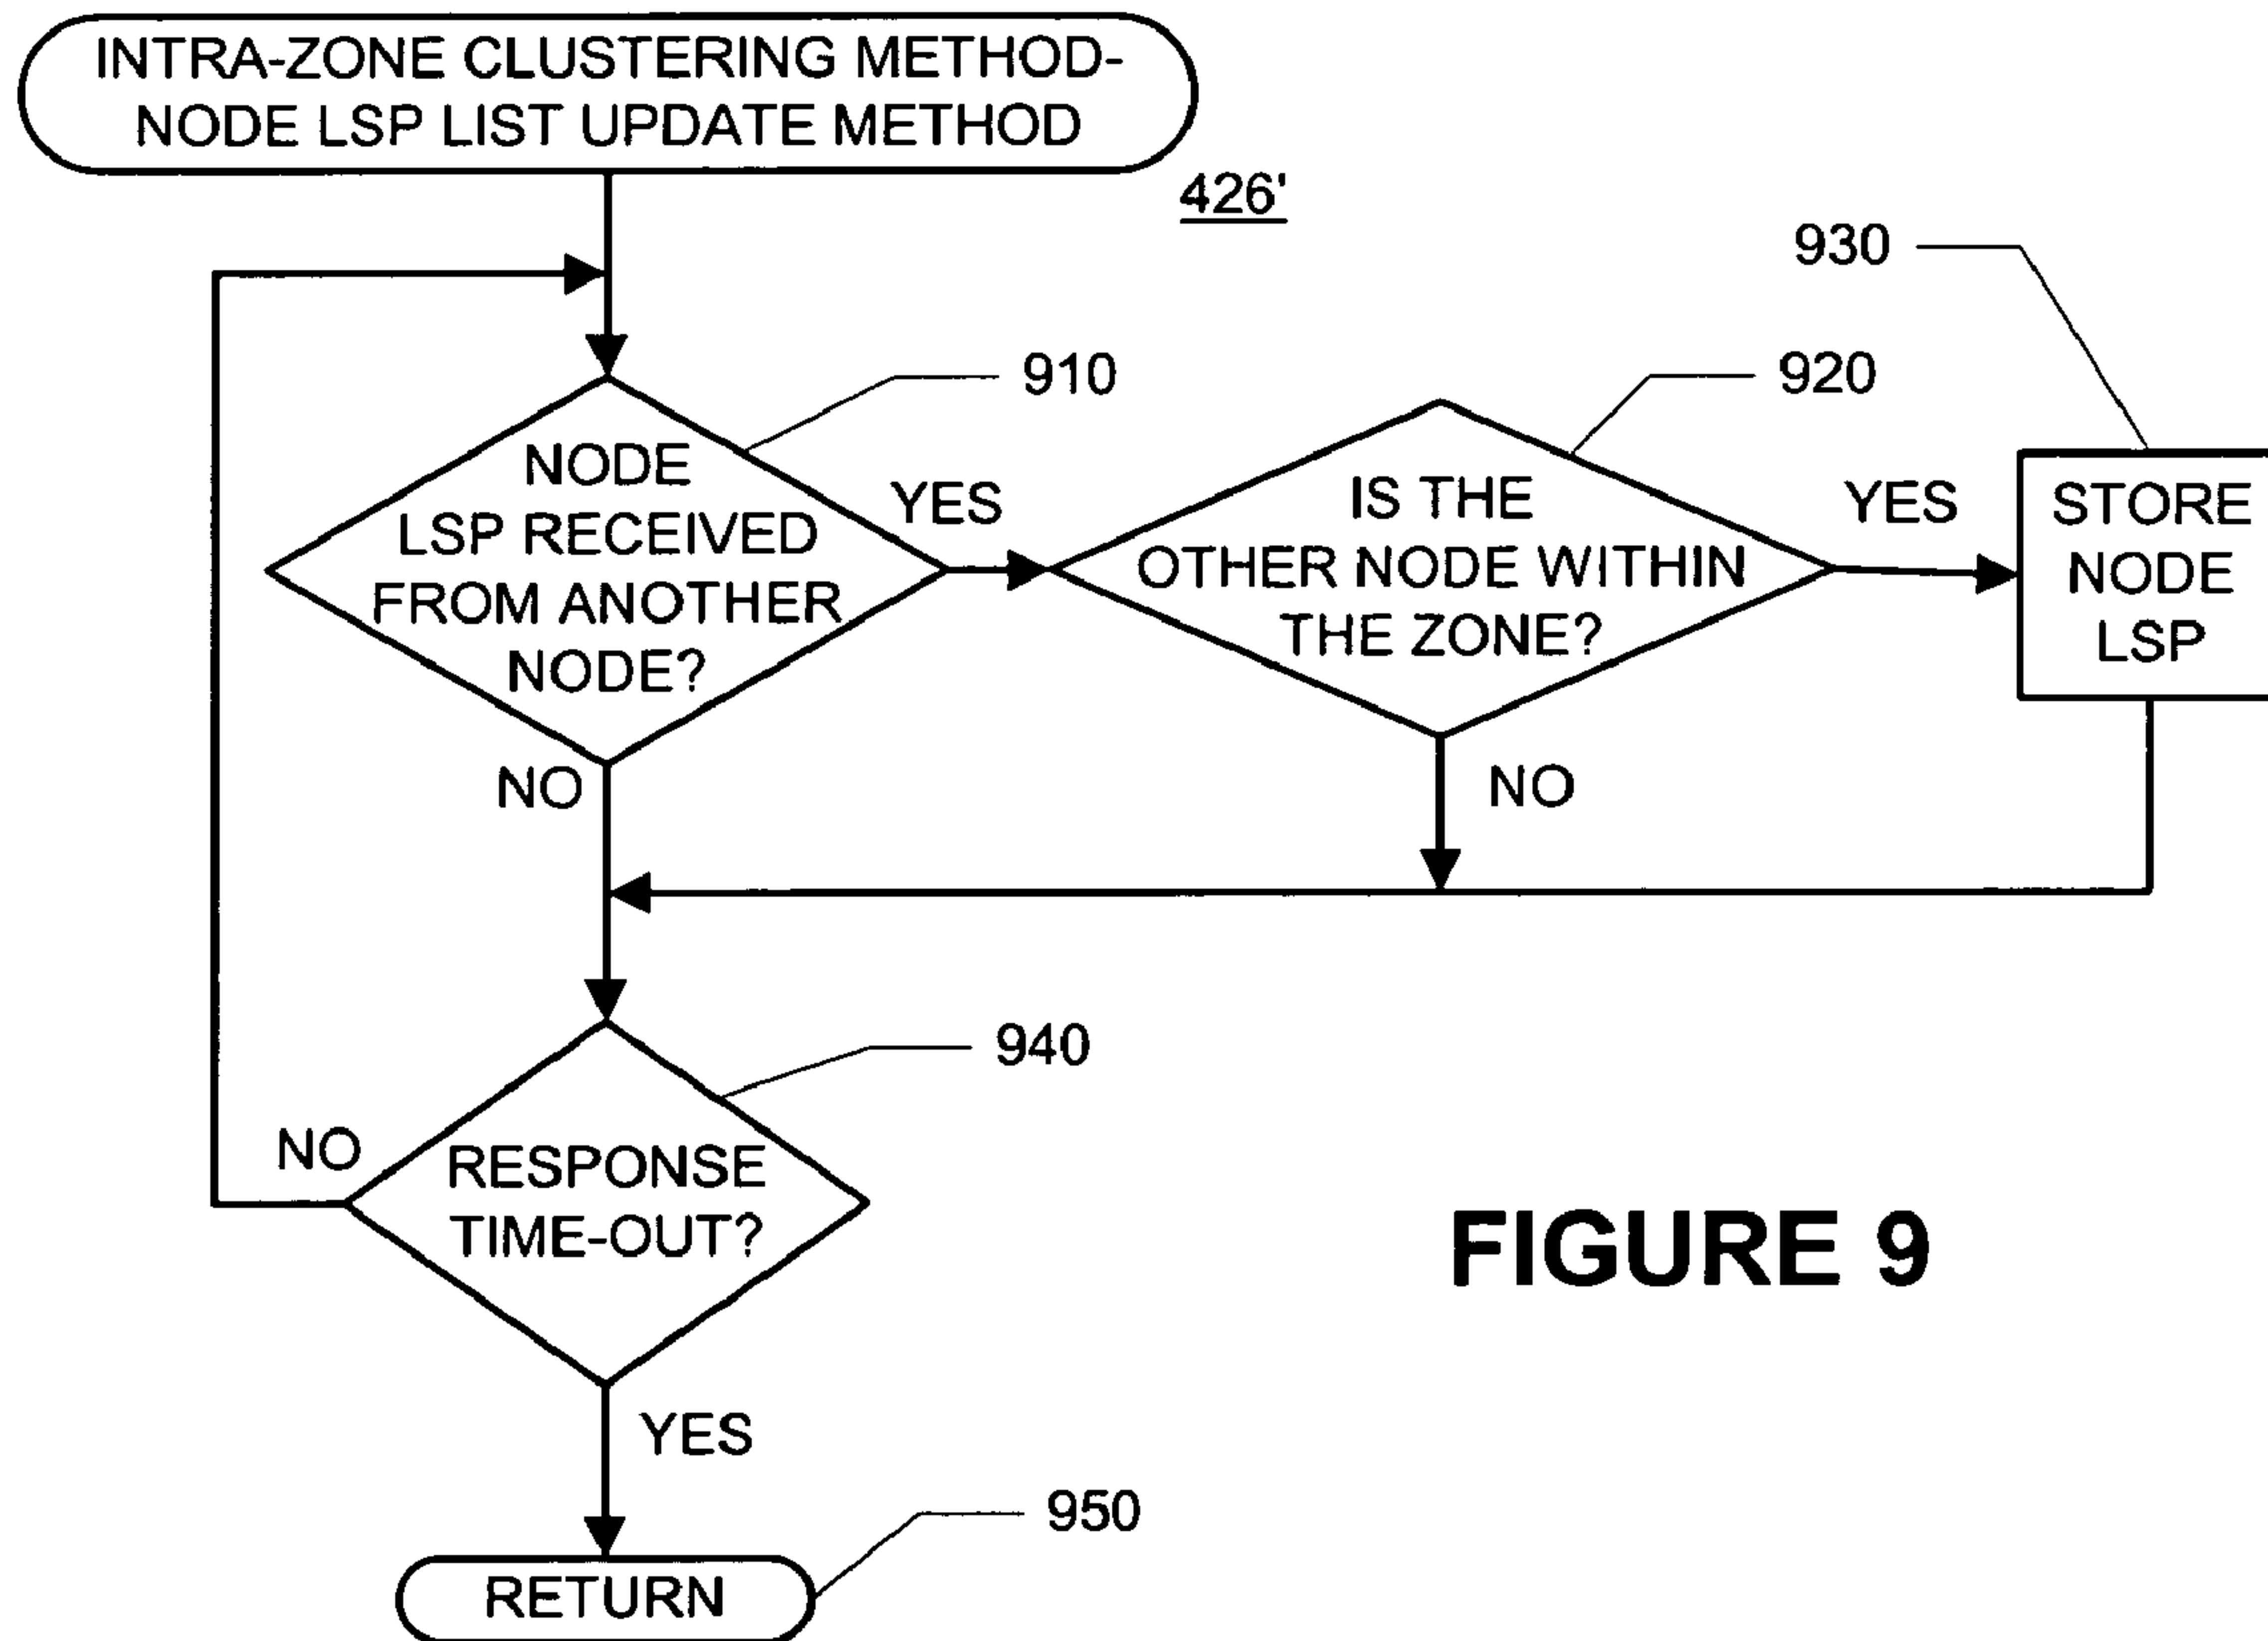 INTRA-ZONE CLUSTERING METHOD-
NODE LSP LIST UPDATE METHOD
426'
930
910
920
NODE
LSP RECEIVED
FROM ANOTHER
NODE?
YES
IS THE
OTHER NODE WITHIN
THE ZONE?
YES
STORE
NODE
LSP
NO
NO
940
NO
RESPONSE
TIME-OUT?
FIGURE 9
YES
950
RETURN